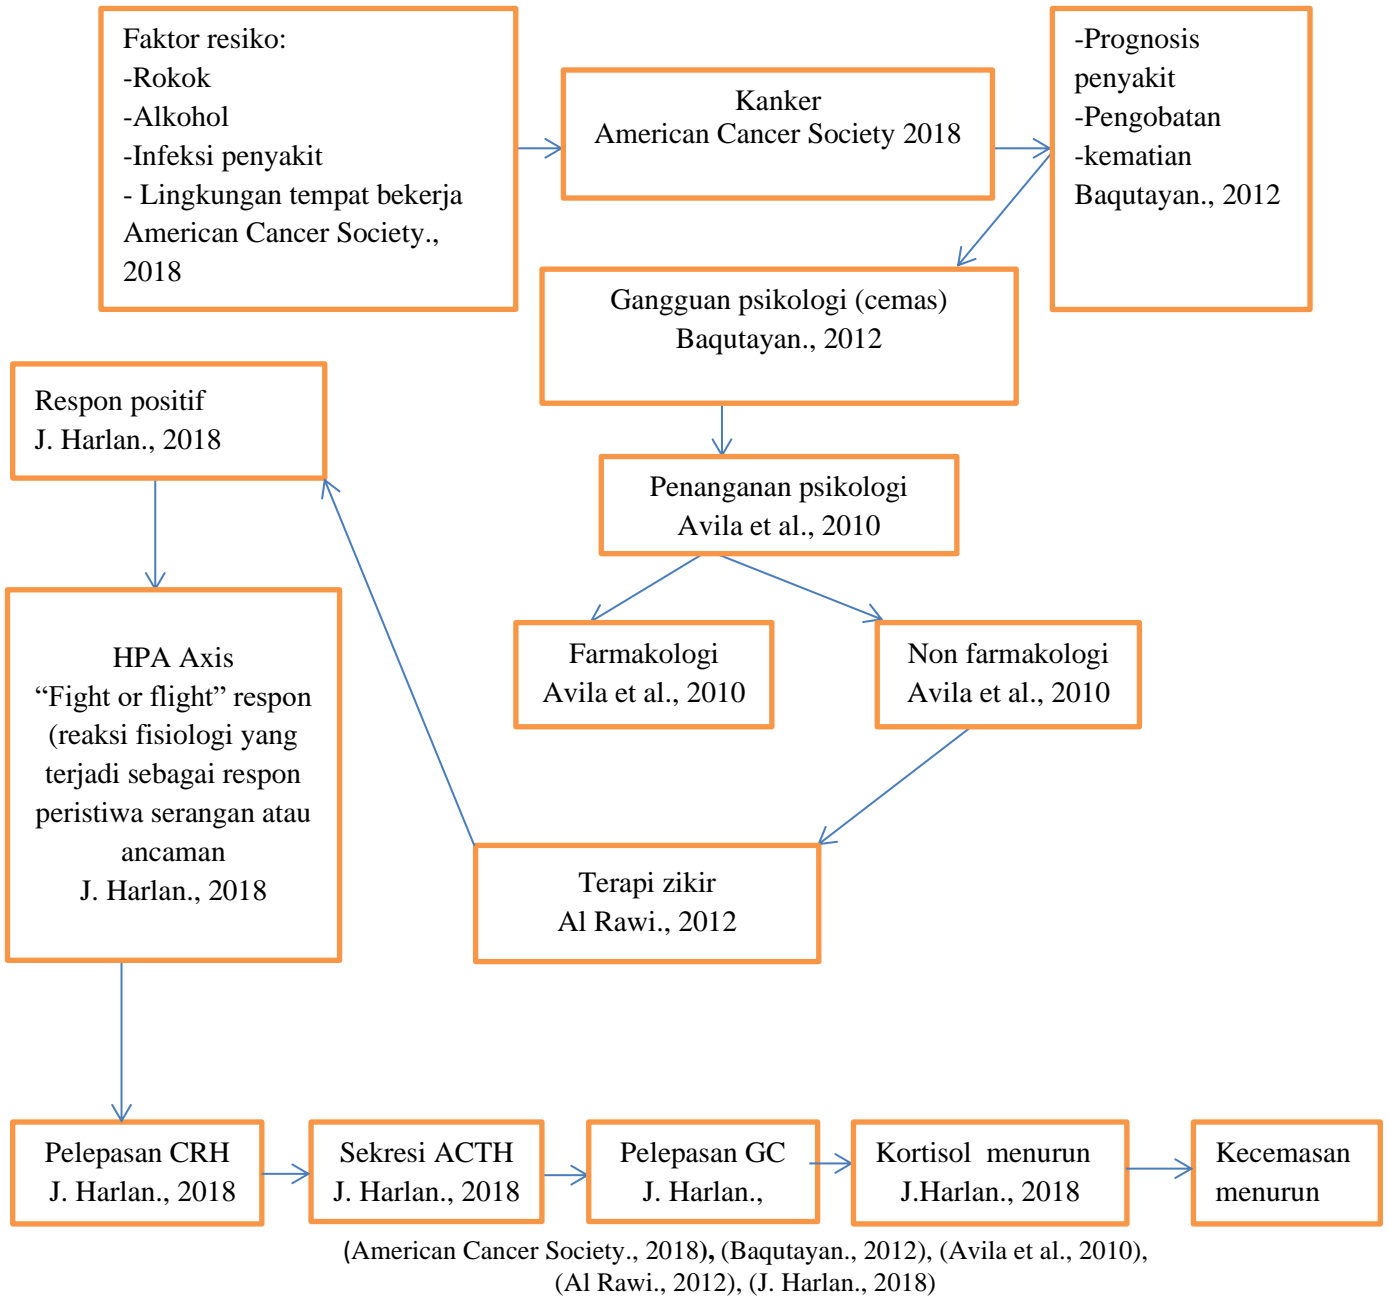 Faktor resiko:
-Rokok
-Alkohol
-Infeksi penyakit
- Lingkungan tempat bekerja
American Cancer Society.,
2018
Kanker
American Cancer Society 2018
-Prognosis
penyakit
-Pengobatan
-kematian
Baqutayan., 2012
Gangguan psikologi (cemas)
Baqutayan., 2012
Respon positif
J. Harlan., 2018
Penanganan psikologi
Avila et al., 2010
Farmakologi
Avila et al., 2010
Non farmakologi
Avila et al., 2010
HPA Axis
“Fight or flight” respon
(reaksi fisiologi yang
terjadi sebagai respon
peristiwa serangan atau
ancaman
J. Harlan., 2018
Terapi zikir
Al Rawi., 2012
Pelepasan CRH
J. Harlan., 2018
Sekresi ACTH
J. Harlan., 2018
Pelepasan GC
J. Harlan.,
Kortisol  menurun
J.Harlan., 2018
Kecemasan
menurun
(American Cancer Society., 2018), (Baqutayan., 2012), (Avila et al., 2010),
(Al Rawi., 2012), (J. Harlan., 2018)